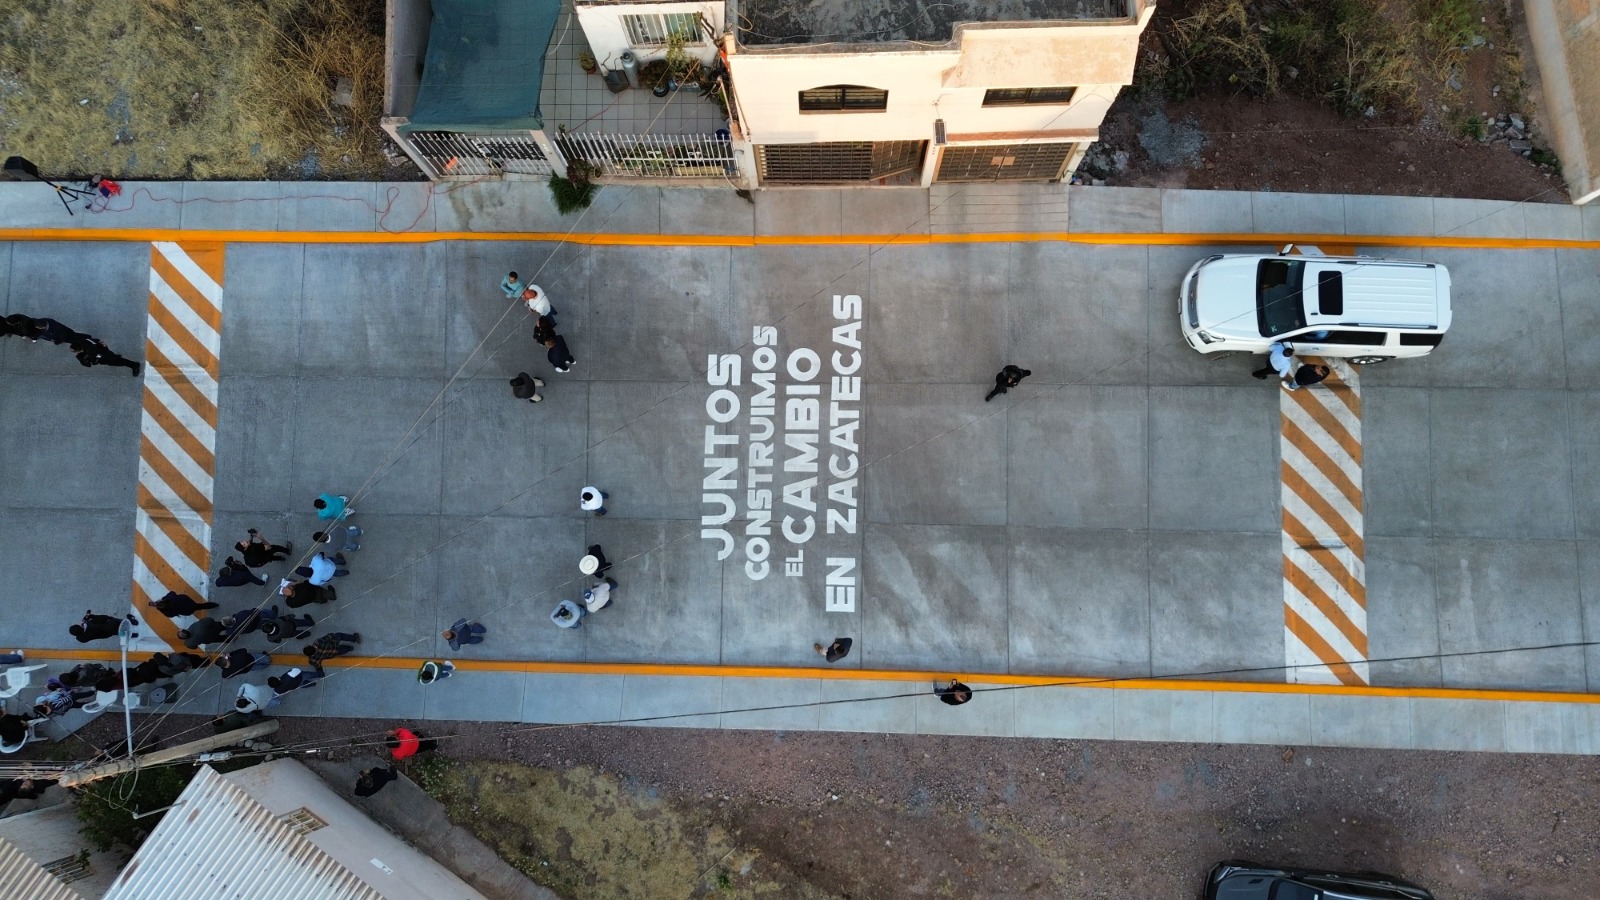 JUNTOS
CONSTRUIMOS
EL CAMBIO
EN ZACATECAS